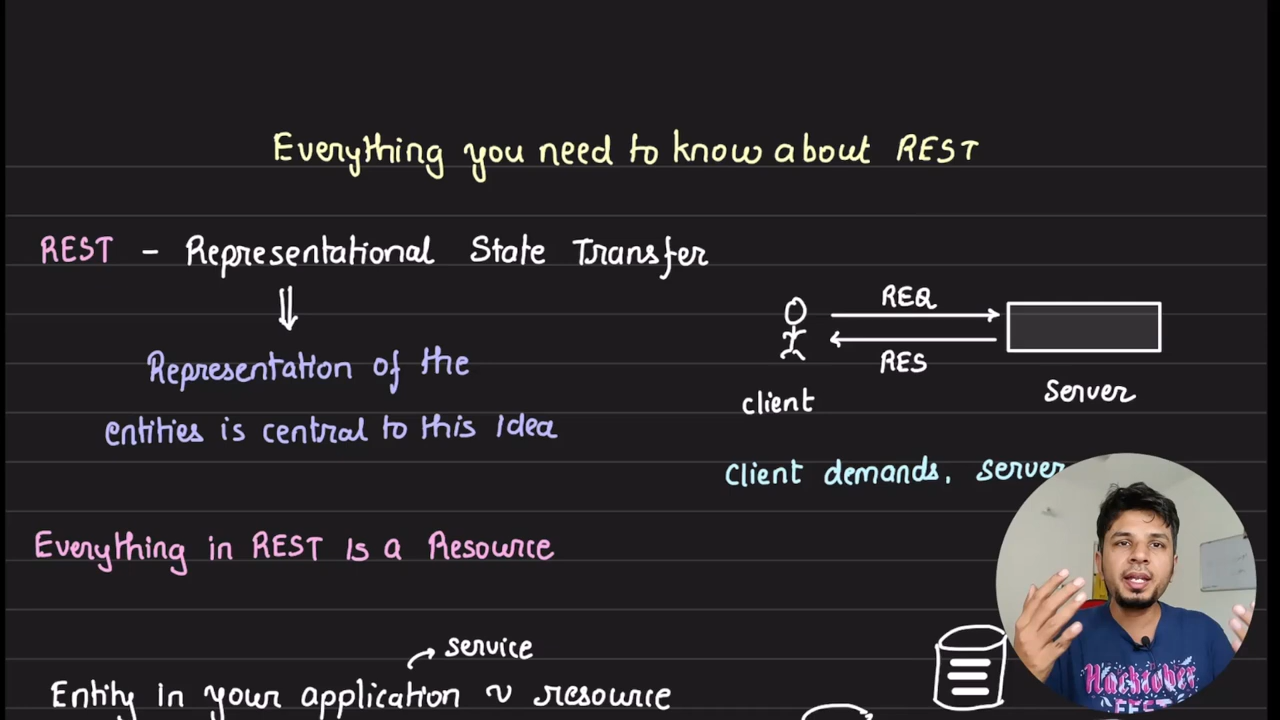 Everything you need to know about REST
REST - Representational State Transfer
⇓
Representation of the
entities is central to this idea
REQ
RES
client
Server
Client demands, server
Everything in REST is a Resource
service
Entity in your application ~ resource
Hacktober
FEST